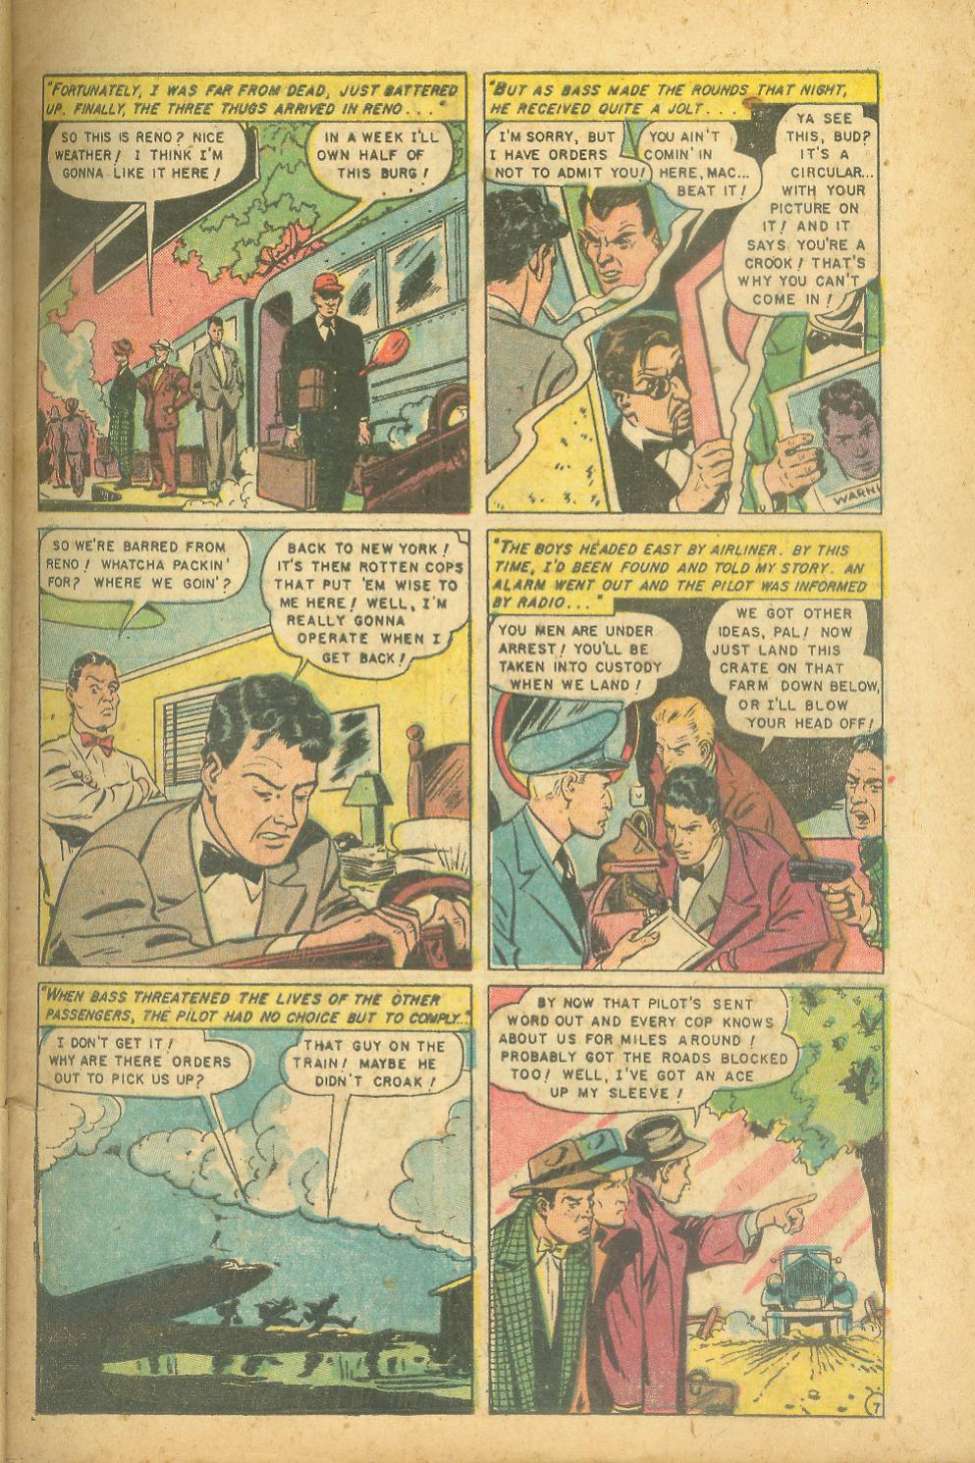 "FORTUNATELY, I WAS FAR FROM DEAD, JUST BATTERED
UP. FINALLY, THE THREE THUGS ARRIVED IN RENO..."
SO THIS IS RENO? NICE
WEATHER! I THINK I'M
GONNA LIKE IT HERE!
IN A WEEK I'LL
OWN HALF OF
THIS BURG!
"BUT AS BASS MADE THE ROUNDS THAT NIGHT,
HE RECEIVED QUITE A JOLT...."
I'M SORRY, BUT
I HAVE ORDERS
NOT TO ADMIT YOU!
YOU AIN'T
COMIN' IN
HERE, MAC...
BEAT IT!
YA SEE
THIS, BUD?
IT'S A
CIRCULAR...
WITH YOUR
PICTURE ON
IT! AND IT
SAYS YOU'RE A
CROOK! THAT'S
WHY YOU CAN'T
COME IN!
WARNI
SO WE'RE BARRED FROM
RENO! WHATCHA PACKIN'
FOR? WHERE WE GOIN'?
BACK TO NEW YORK!
IT'S THEM ROTTEN COPS
THAT PUT 'EM WISE TO
ME HERE! WELL, I'M
REALLY GONNA
OPERATE WHEN I
GET BACK!
"THE BOYS HEADED EAST BY AIRLINER. BY THIS
TIME, I'D BEEN FOUND AND TOLD MY STORY. AN
ALARM WENT OUT AND THE PILOT WAS INFORMED
BY RADIO..."
YOU MEN ARE UNDER
ARREST! YOU'LL BE
TAKEN INTO CUSTODY
WHEN WE LAND!
WE GOT OTHER
IDEAS, PAL! NOW
JUST LAND THIS
CRATE ON THAT
FARM DOWN BELOW,
OR I'LL BLOW
YOUR HEAD OFF!
"WHEN BASS THREATENED THE LIVES OF THE OTHER
PASSENGERS, THE PILOT HAD NO CHOICE BUT TO COMPLY.."
I DON'T GET IT!
WHY ARE THERE ORDERS
OUT TO PICK US UP?
THAT GUY ON THE
TRAIN! MAYBE HE
DIDN'T CROAK!
BY NOW THAT PILOT'S SENT
WORD OUT AND EVERY COP KNOWS
ABOUT US FOR MILES AROUND!
PROBABLY GOT THE ROADS BLOCKED
TOO! WELL, I'VE GOT AN ACE
UP MY SLEEVE!
7